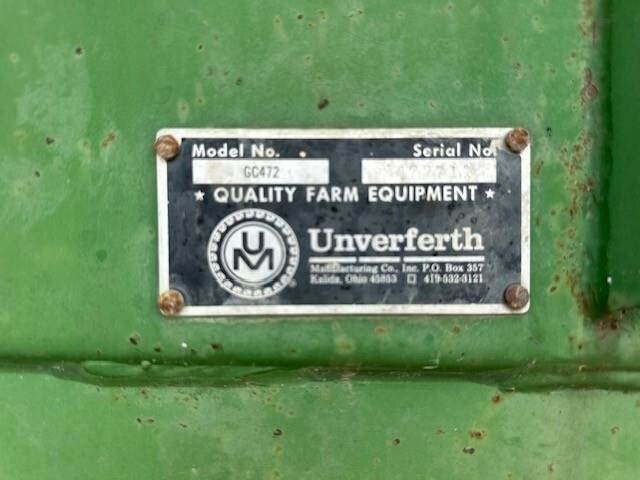 Model No. Serial No.
GC472
★ QUALITY FARM EQUIPMENT ★
UM
Unverferth
Manufacturing Co., Inc. P.O. Box 357
Kalida, Ohio 45853 □ 419-532-3121